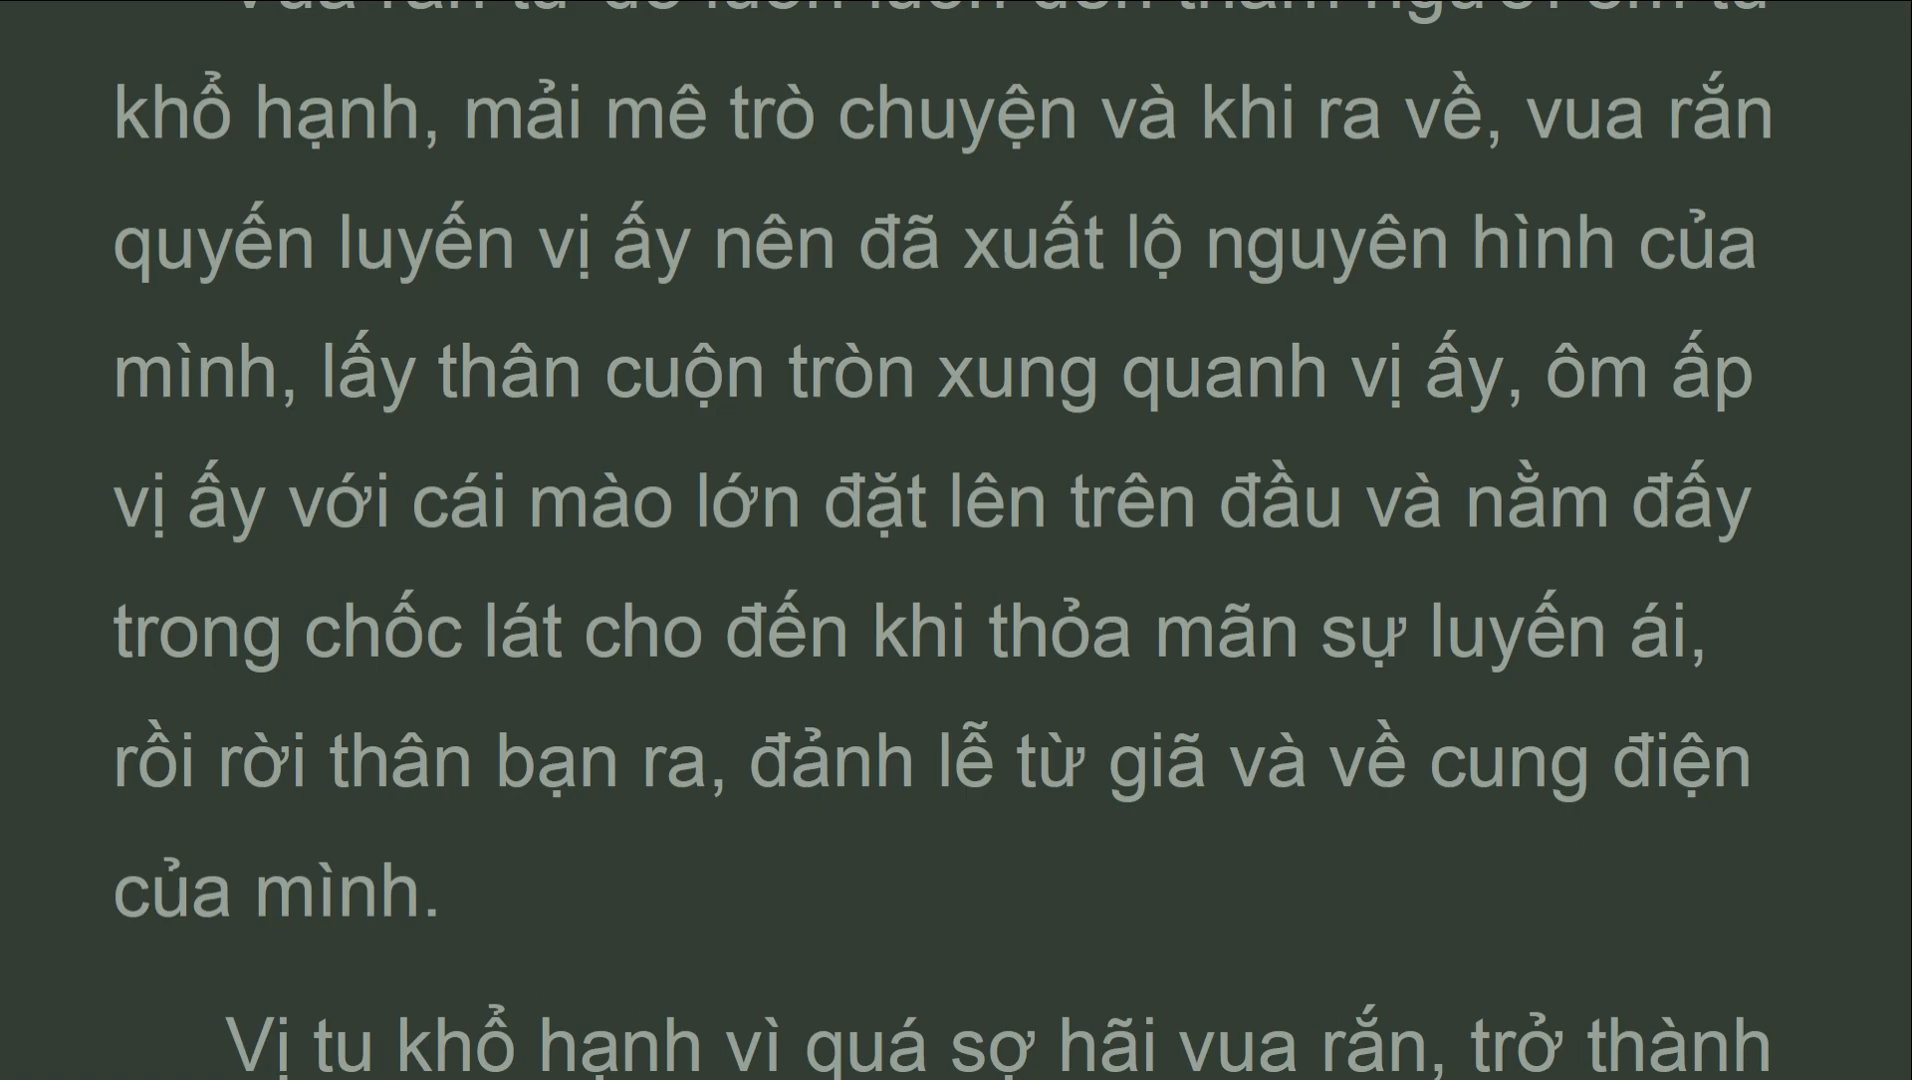 khổ hạnh, mải mê trò chuyện và khi ra về, vua rắn
quyến luyến vị ấy nên đã xuất lộ nguyên hình của
mình, lấy thân cuộn tròn xung quanh vị ấy, ôm ấp
vị ấy với cái mào lớn đặt lên trên đầu và nằm đấy
trong chốc lát cho đến khi thỏa mãn sự luyến ái,
rồi rời thân bạn ra, đảnh lễ từ giã và về cung điện
của mình.
Vị tu khổ hạnh vì quá sợ hãi vua rắn, trở thành